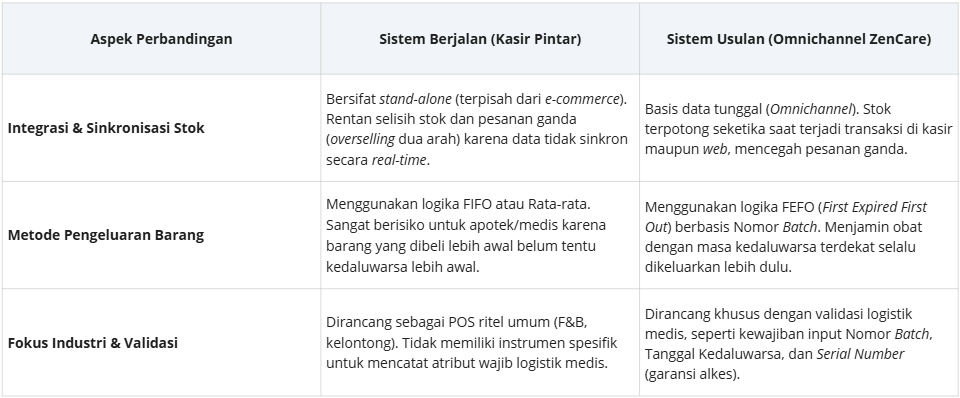 Aspek Perbandingan
Sistem Berjalan (Kasir Pintar)
Sistem Usulan (Omnichannel ZenCare)
Integrasi & Sinkronisasi Stok
Bersifat stand-alone (terpisah dari e-commerce).
Rentan selisih stok dan pesanan ganda
(overselling dua arah) karena data tidak sinkron
secara real-time.
Basis data tunggal (Omnichannel). Stok
terpotong seketika saat terjadi transaksi di kasir
maupun web, mencegah pesanan ganda.
Metode Pengeluaran Barang
Menggunakan logika FIFO atau Rata-rata.
Sangat berisiko untuk apotek/medis karena
barang yang dibeli lebih awal belum tentu
kedaluwarsa lebih awal.
Menggunakan logika FEFO (First Expired First
Out) berbasis Nomor Batch. Menjamin obat
dengan masa kedaluwarsa terdekat selalu
dikeluarkan lebih dulu.
Fokus Industri & Validasi
Dirancang sebagai POS ritel umum (F&B,
kelontong). Tidak memiliki instrumen spesifik
untuk mencatat atribut wajib logistik medis.
Dirancang khusus dengan validasi logistik
medis, seperti kewajiban input Nomor Batch,
Tanggal Kedaluwarsa, dan Serial Number
(garansi alkes).